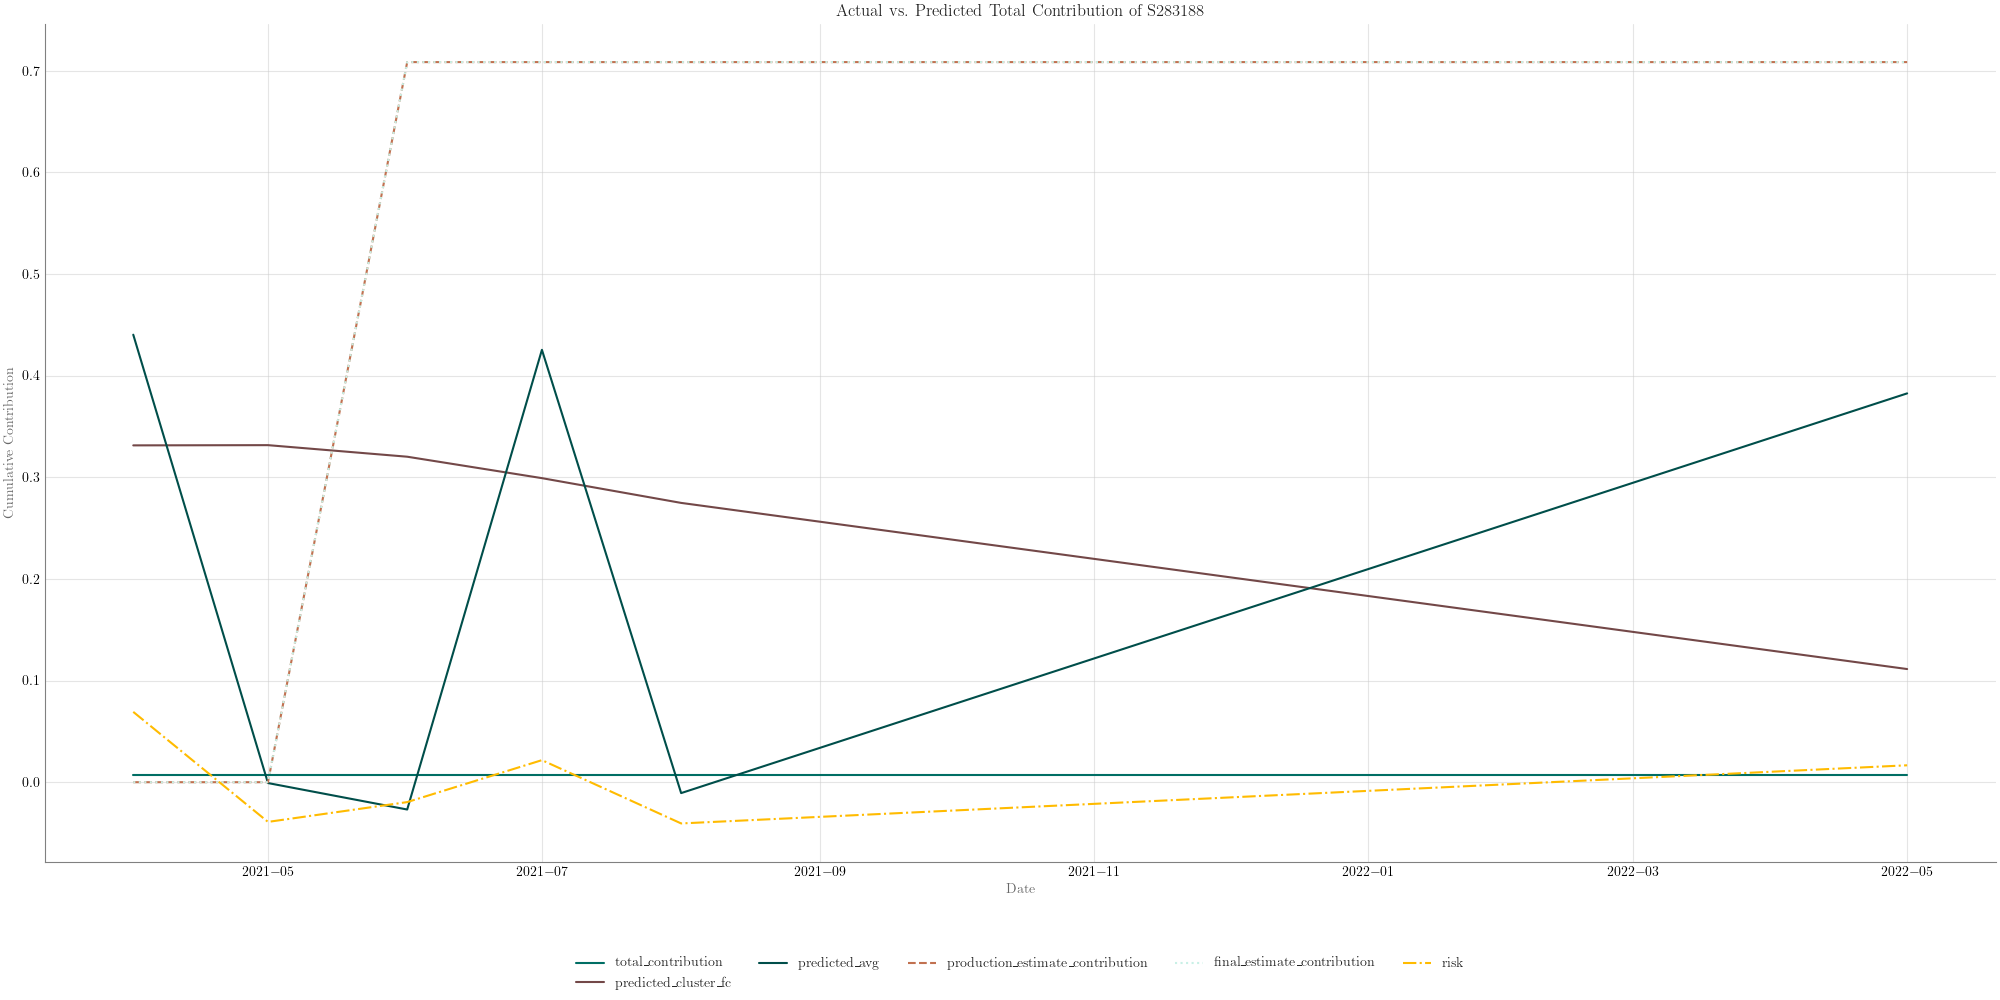 Actual vs. Predicted Total Contribution of S283188
0.7
0.6
0.5
0.4
0.3
0.2
0.1
0.0
Cumulative Contribution
2021−05 2021−07 2021−09 2021−11 2022−01 2022−03 2022−05
Date
total_contribution predicted_avg production_estimate_contribution final_estimate_contribution risk
predicted_cluster_fc